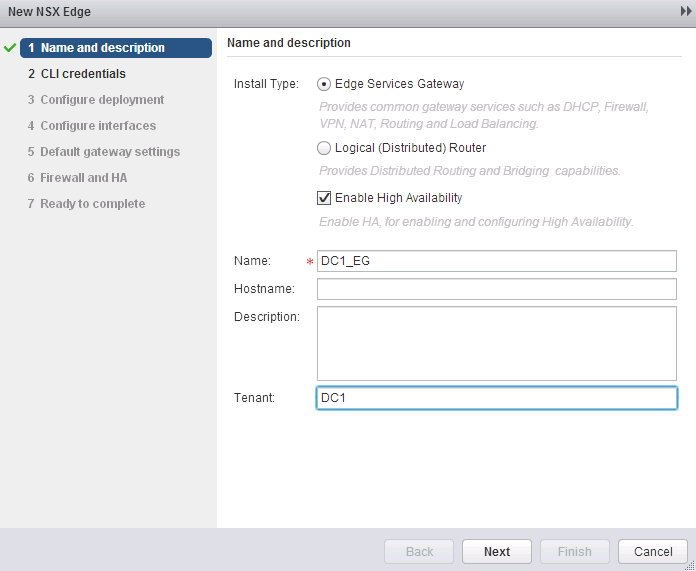 New NSX Edge
1 Name and description
2 CLI credentials
3 Configure deployment
4 Configure interfaces
5 Default gateway settings
6 Firewall and HA
7 Ready to complete
Name and description
Install Type:
Edge Services Gateway
Provides common gateway services such as DHCP, Firewall,
VPN, NAT, Routing and Load Balancing.
Logical (Distributed) Router
Provides Distributed Routing and Bridging capabilities.
Enable High Availability
Enable HA, for enabling and configuring High Availability.
Name: * DC1_EG
Hostname:
Description:
Tenant: DC1
Back Next Finish Cancel